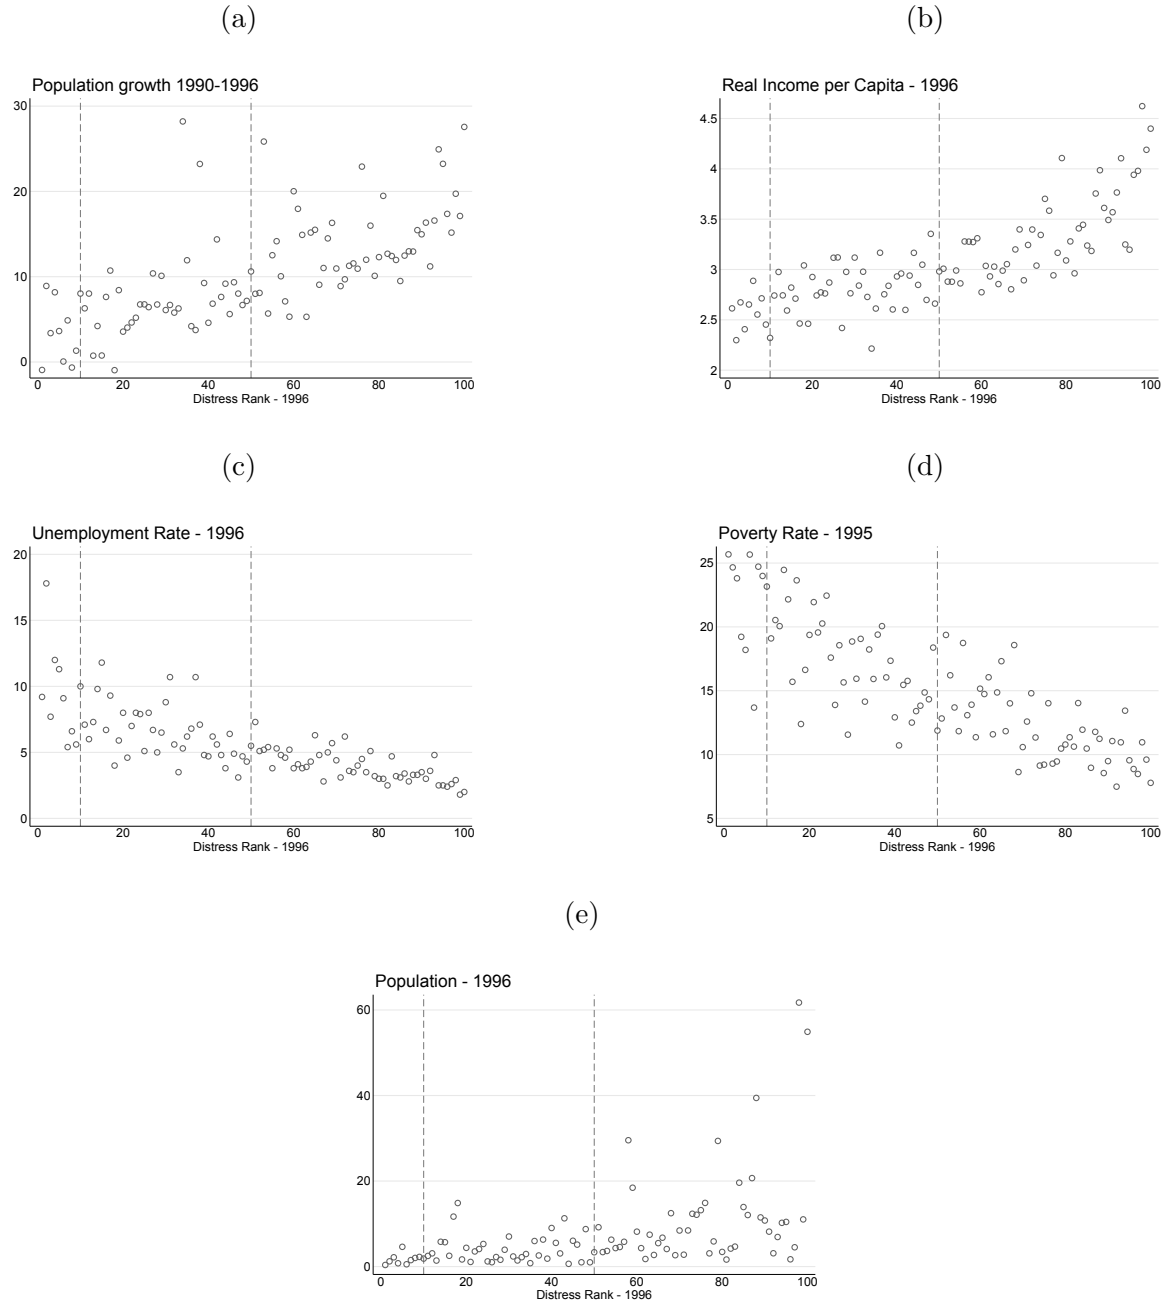 (a)
Population growth 1990-1996
30
20
10
0
0 20 40 60 80 100
Distress Rank - 1996
(b)
Real Income per Capita - 1996
4.5
4
3.5
3
2.5
2
0 20 40 60 80 100
Distress Rank - 1996
(c)
Unemployment Rate - 1996
20
15
10
5
0
0 20 40 60 80 100
Distress Rank - 1996
(d)
Poverty Rate - 1995
25
20
15
10
5
0 20 40 60 80 100
Distress Rank - 1996
(e)
Population - 1996
60
40
20
0
0 20 40 60 80 100
Distress Rank - 1996